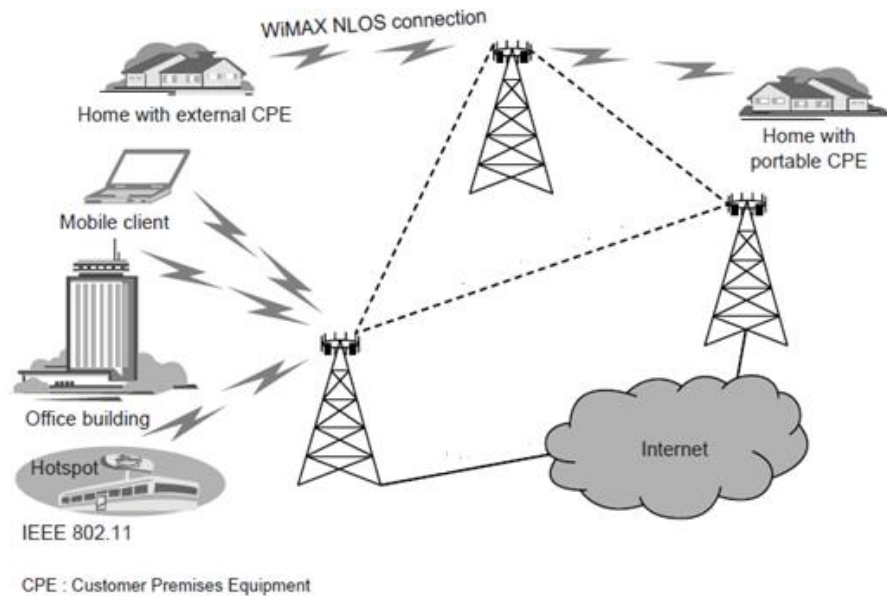 WiMAX NLOS connection
Home with external CPE
Home with
portable CPE
Mobile client
Office building
Hotspot
Internet
IEEE 802.11
CPE : Customer Premises Equipment